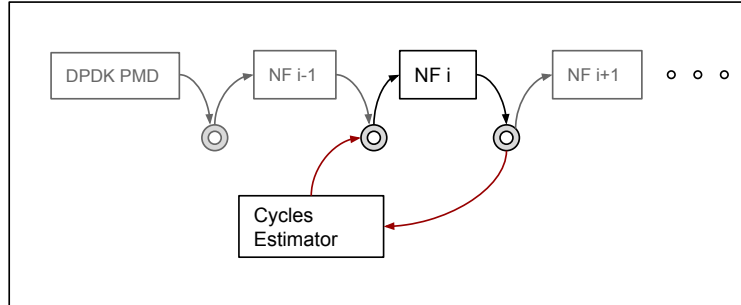 DPDK PMD
NF i-1
NF i
NF i+1
Cycles
Estimator